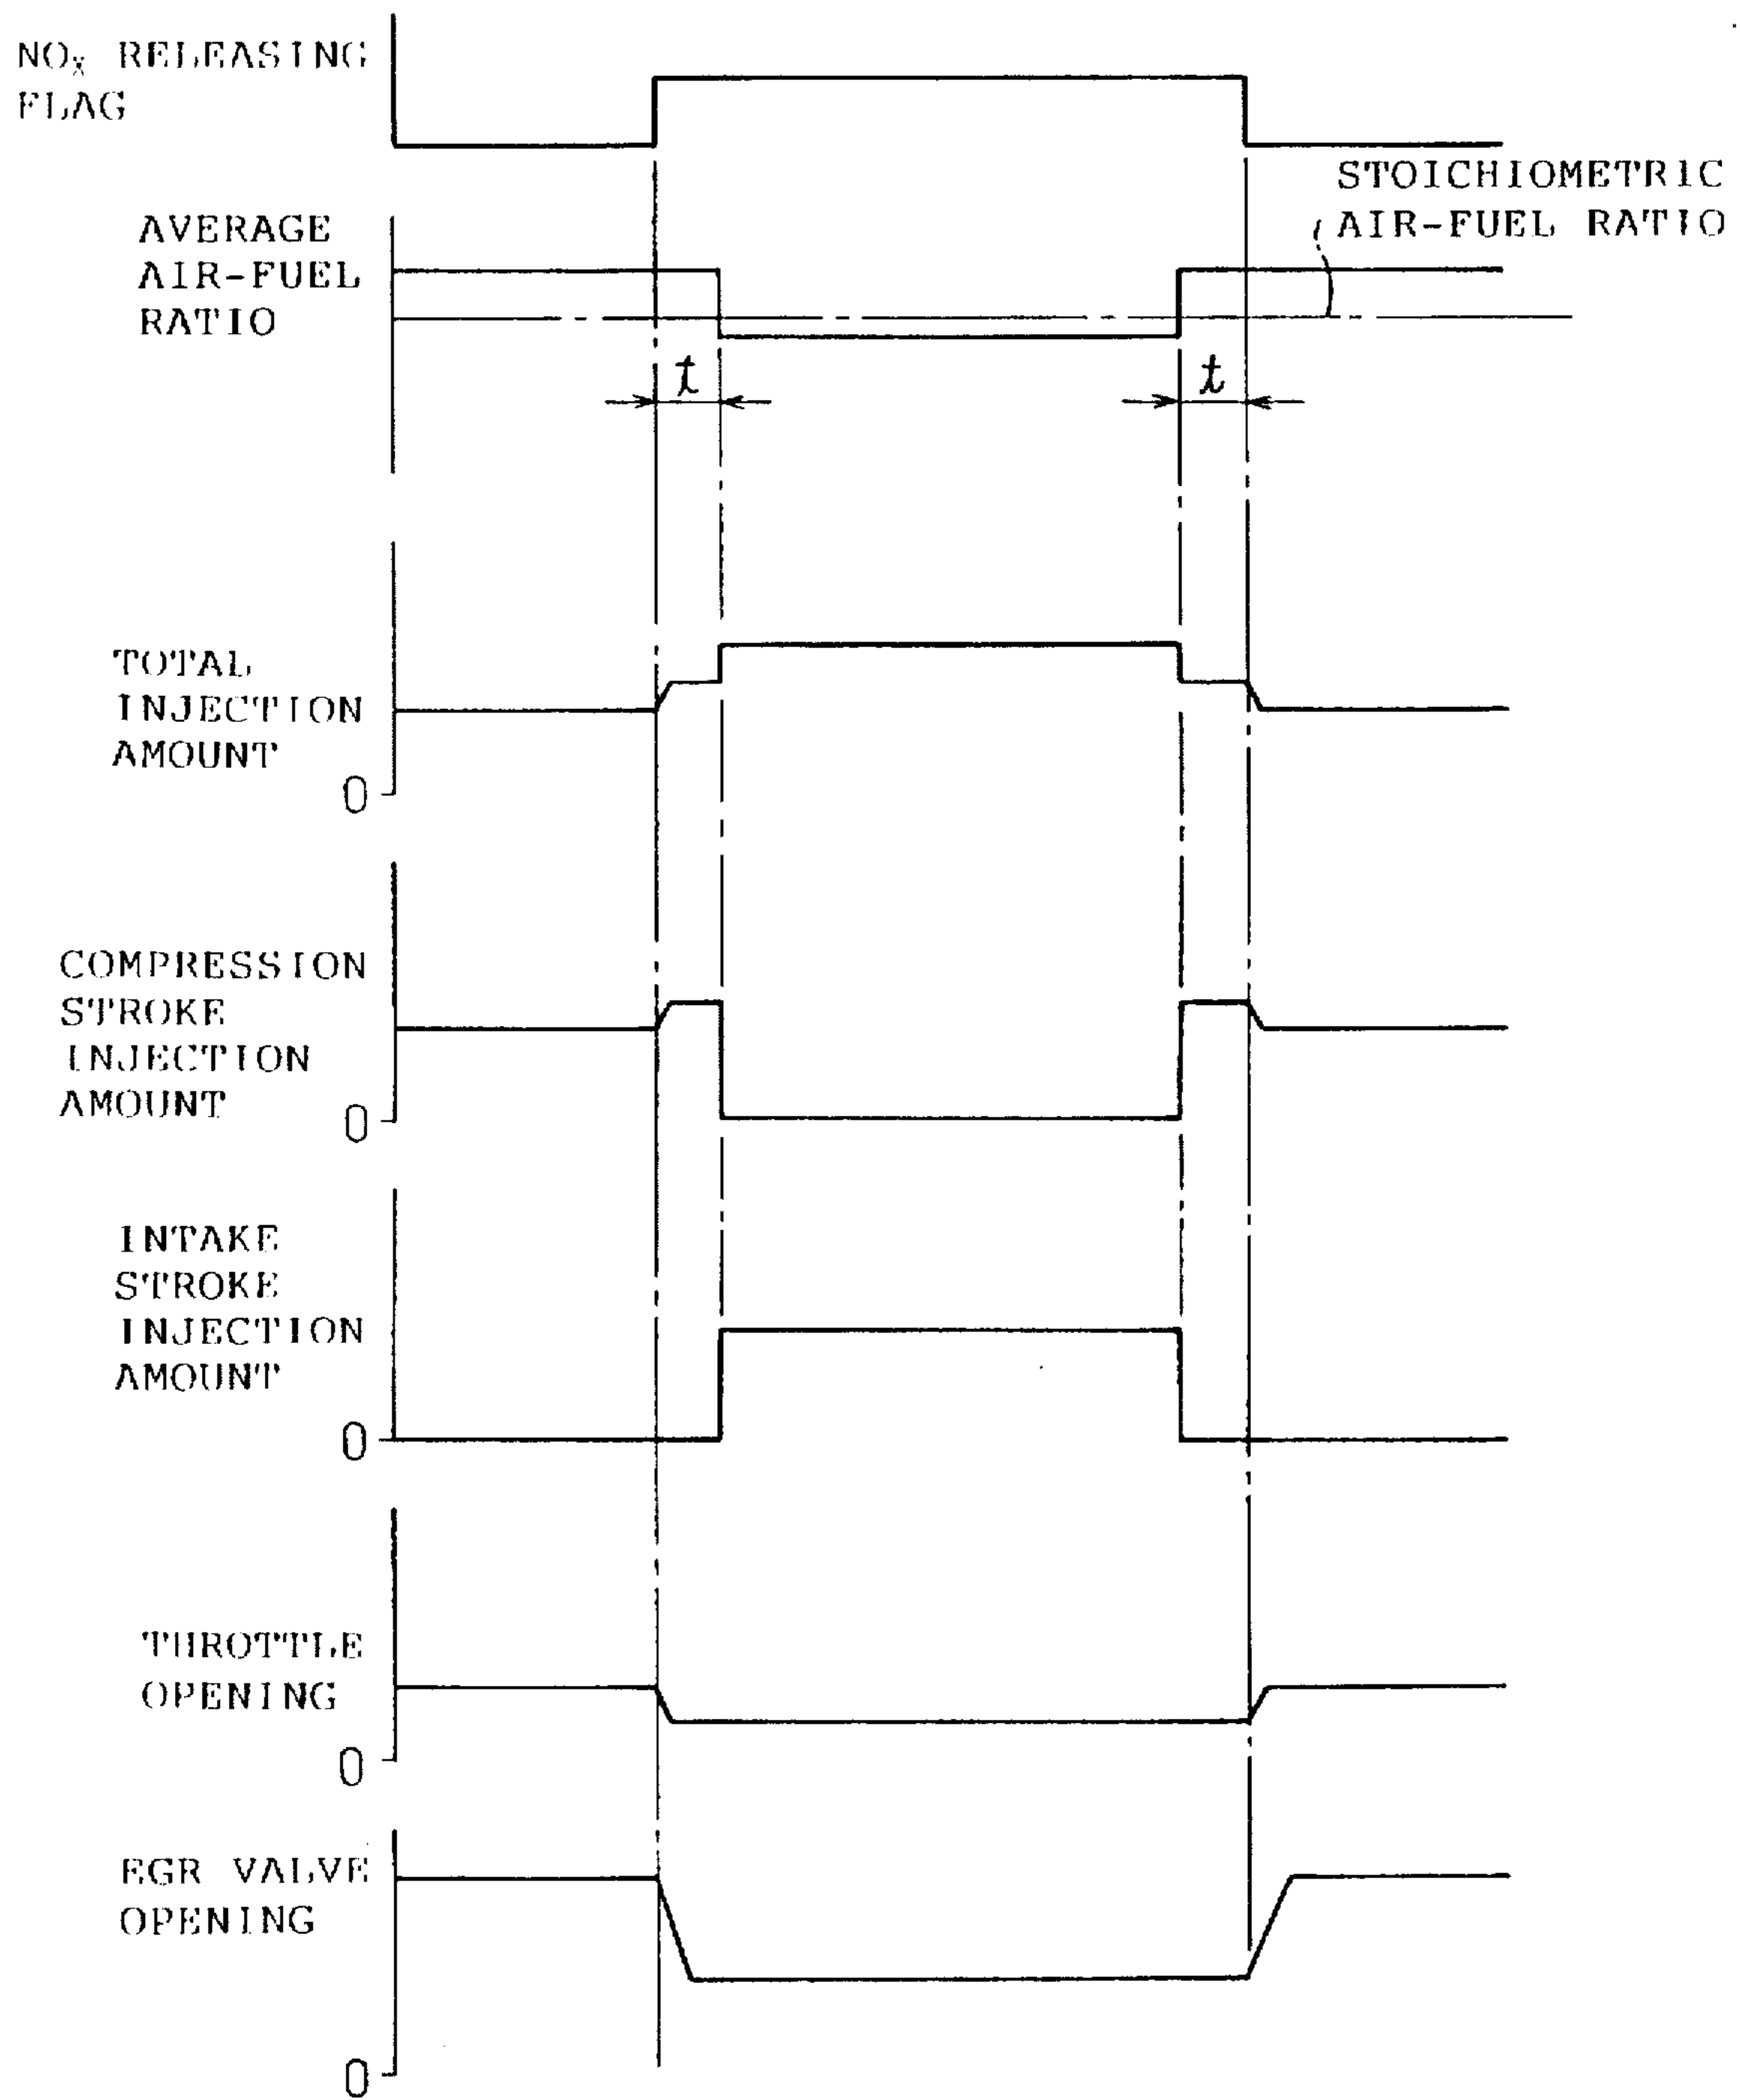 NOx RELEASING
FLAG
STOICHIOMETRIC
AIR-FUEL RATIO
AVERAGE
AIR-FUEL
RATIO
t
t
TOTAL
INJECTION
AMOUNT
0
COMPRESSION
STROKE
INJECTION
AMOUNT
0
INTAKE
STROKE
INJECTION
AMOUNT
0
THROTTLE
OPENING
0
EGR VALVE
OPENING
0